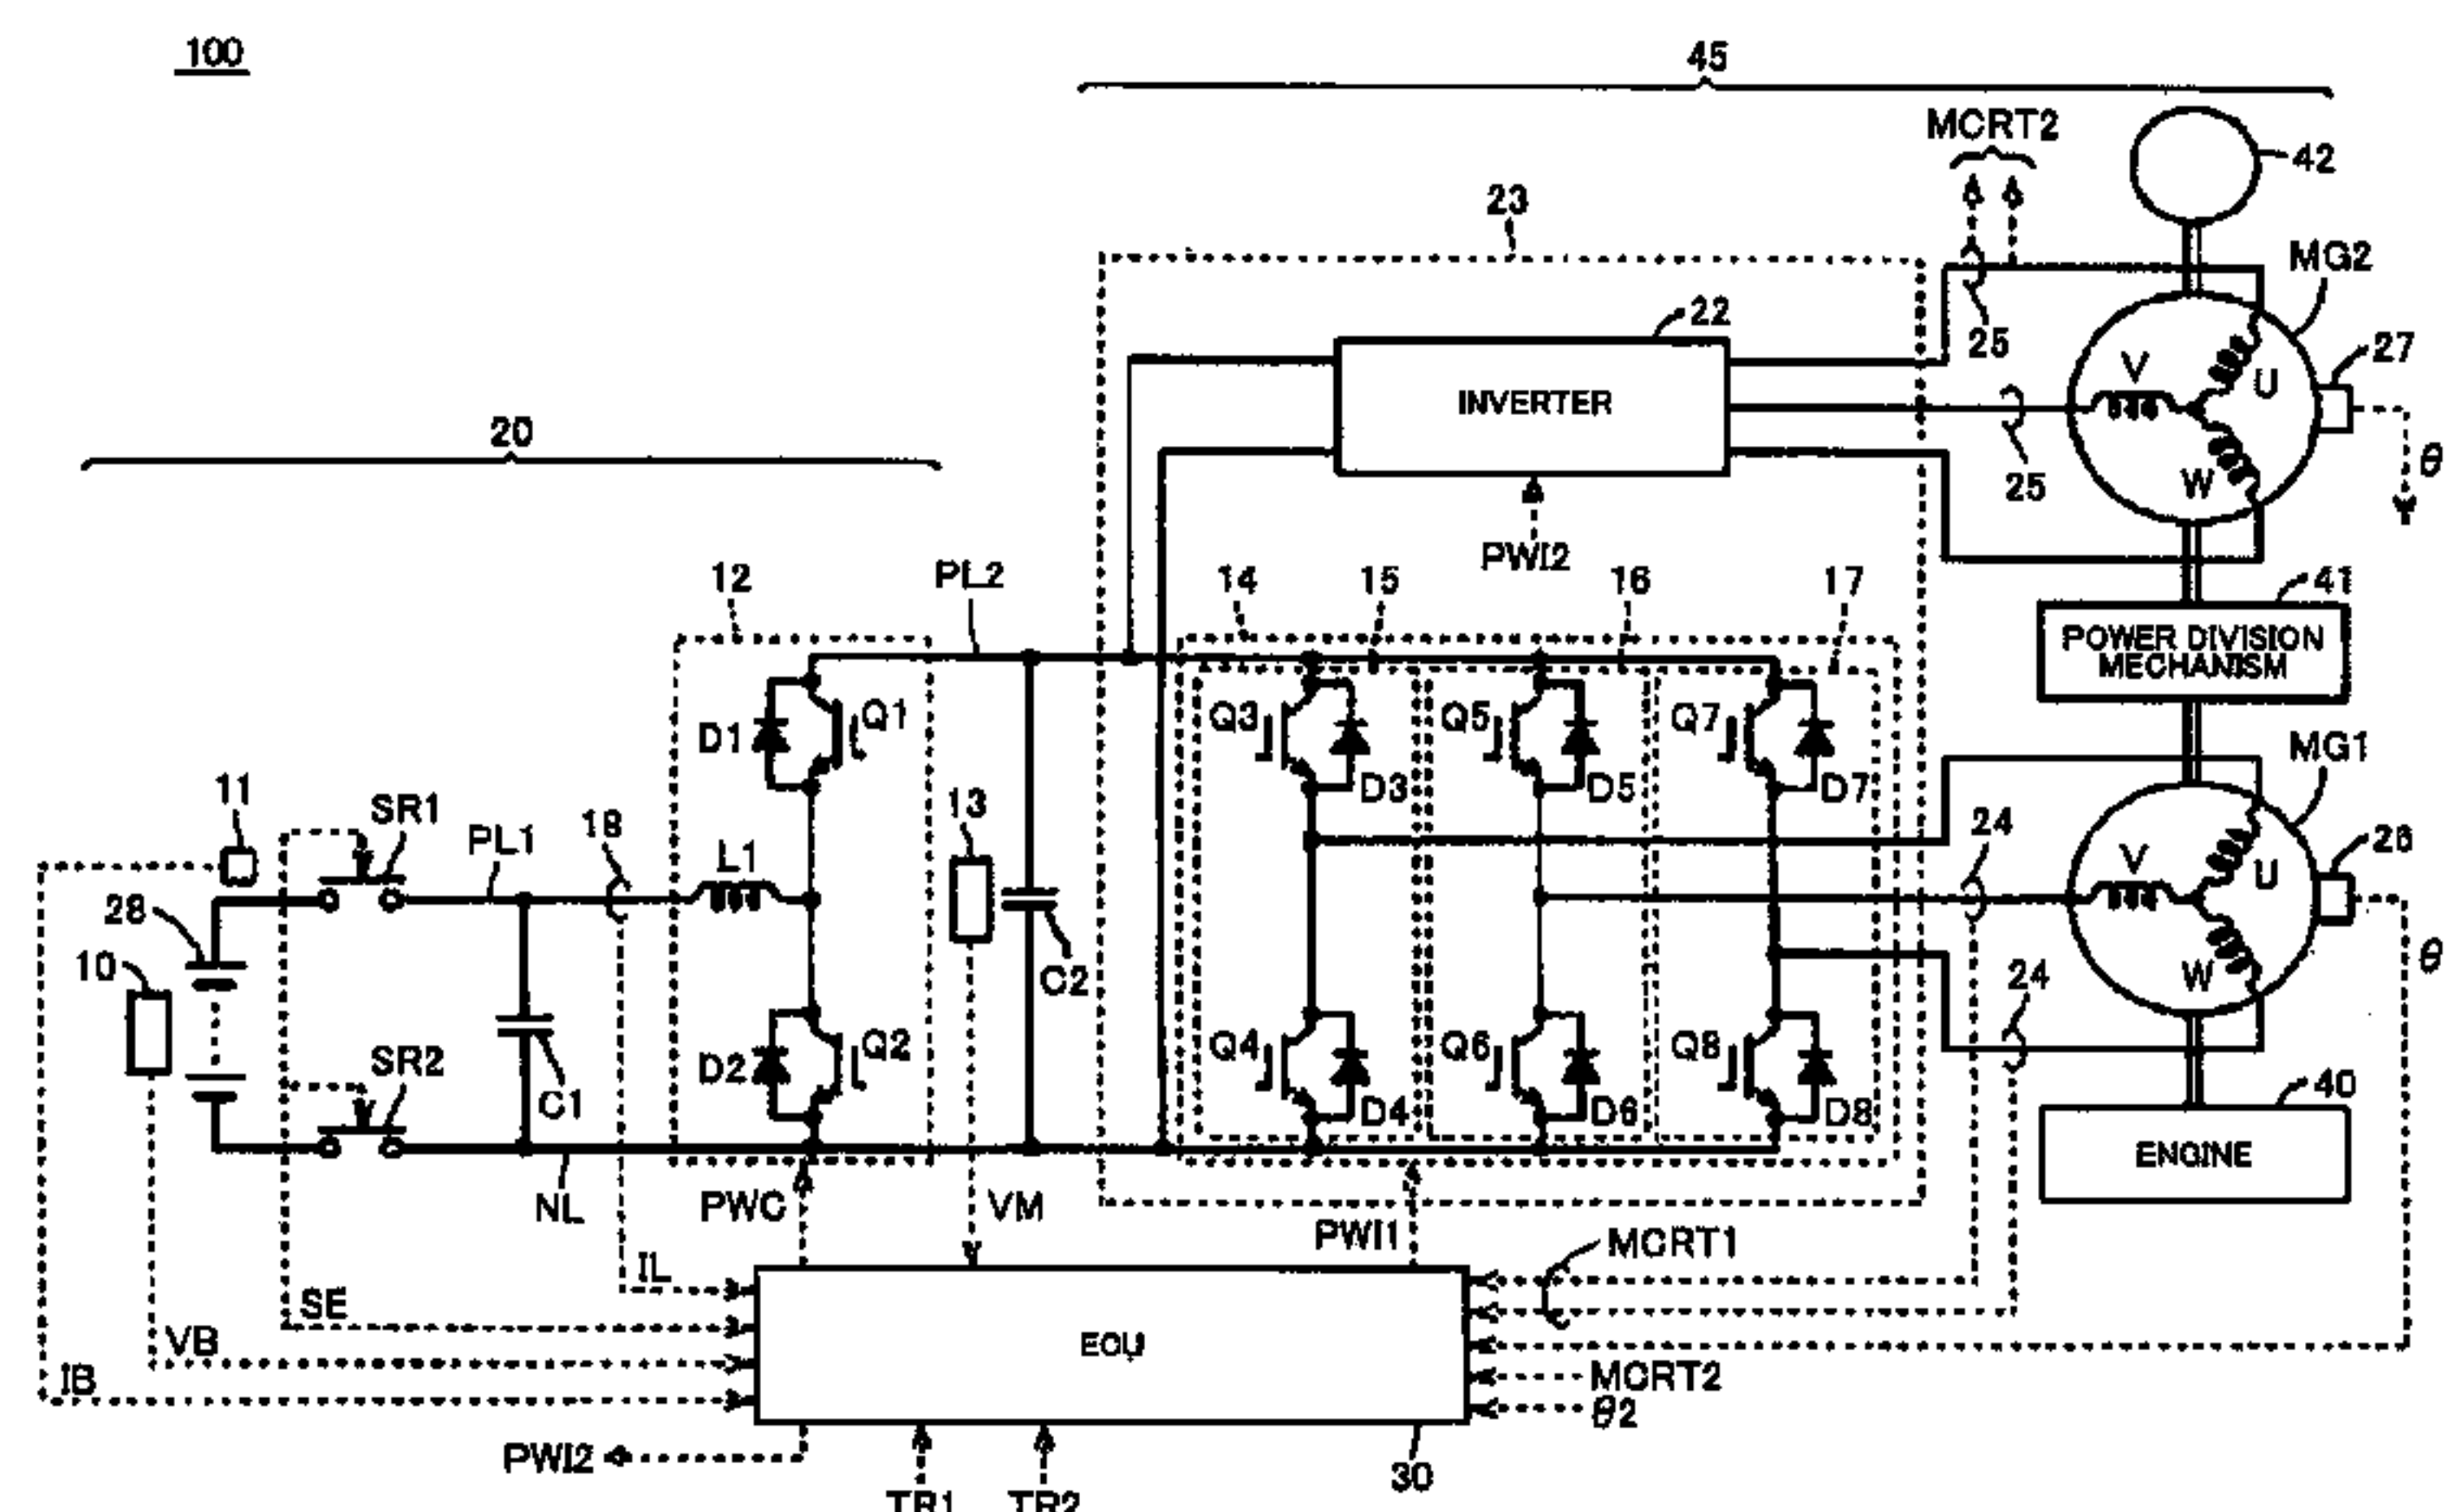 100
45
MCRT2
42
23
MG2
22
25
27
V
U
INVERTER
20
W
25
θ
PWI2
12
PL2
14
15
16
17
41
POWER DIVISION
MECHANISM
D1
Q1
Q3
D3
Q5
D5
Q7
D7
MG1
11
SR1
PL1
18
L1
13
24
26
V
U
28
10
C2
W
24
θ
SR2
C1
D2
Q2
Q4
D4
Q6
D6
Q8
D8
40
ENGINE
NL
PWC
VM
PWI1
MCRT1
IL
SE
VB
IB
ECU
MCRT2
θ2
PWI2
30
TR1
TR2